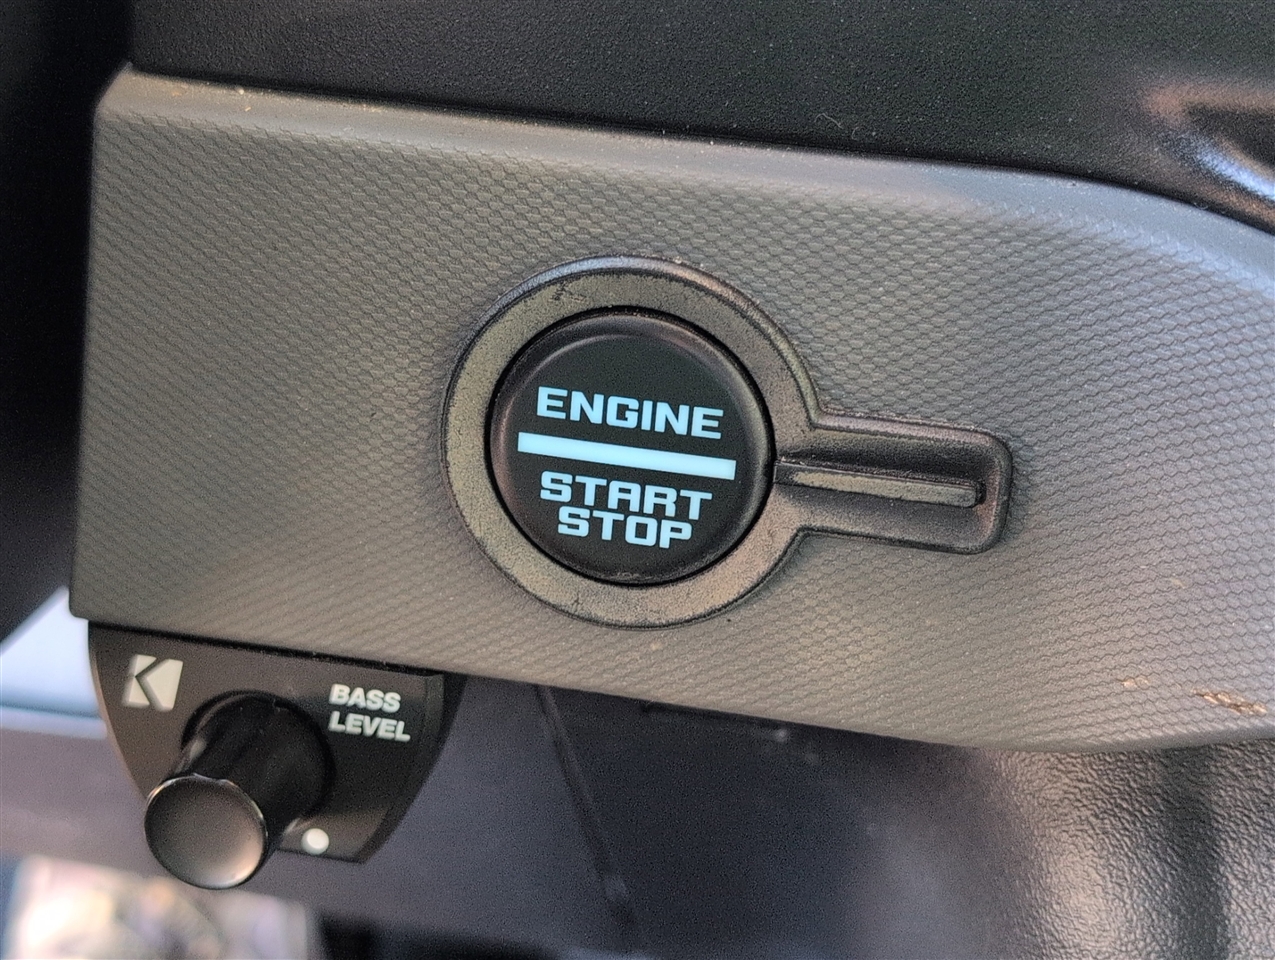 ENGINE
START
STOP
K
BASS
LEVEL